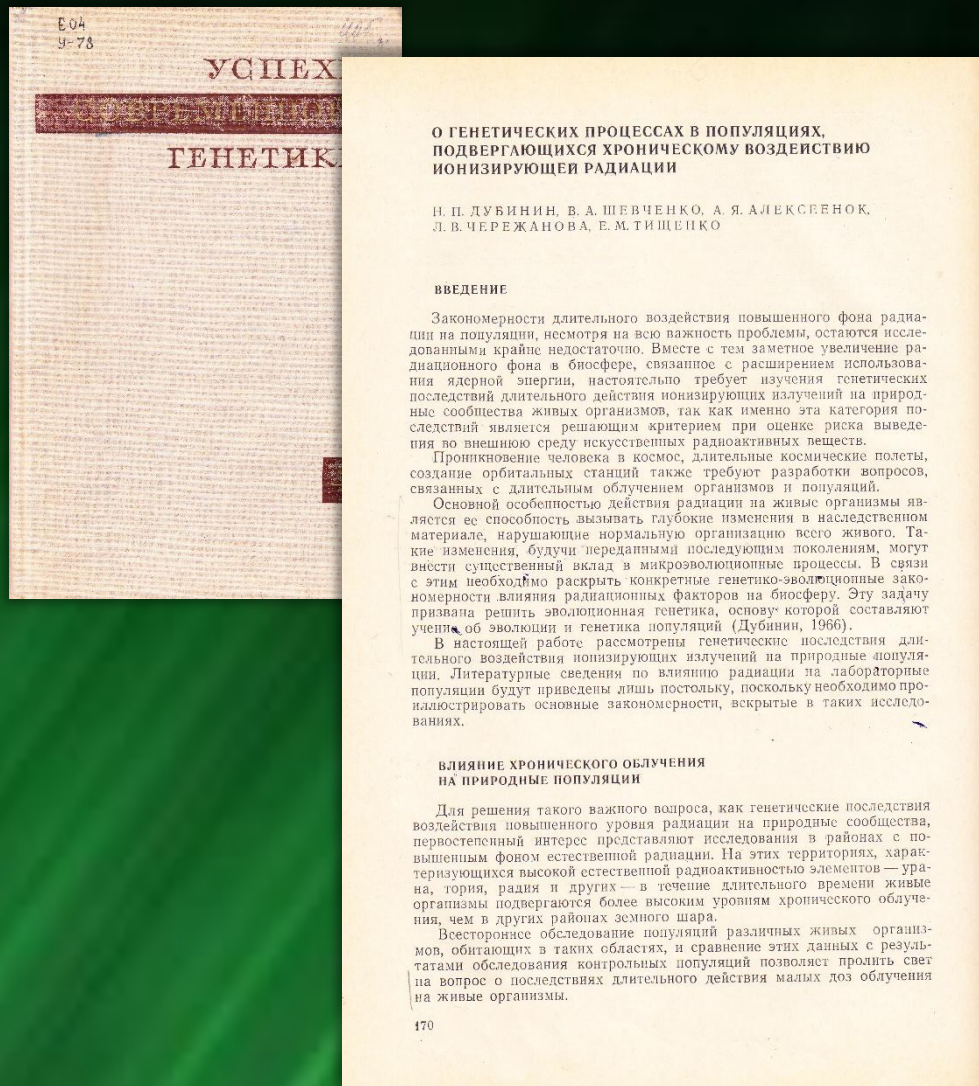 Е04
У-78
УСПЕХ
СОВРЕМЕННО
ГЕНЕТИК
О ГЕНЕТИЧЕСКИХ ПРОЦЕССАХ В ПОПУЛЯЦИЯХ,
ПОДВЕРГАЮЩИХСЯ ХРОНИЧЕСКОМУ ВОЗДЕЙСТВИЮ
ИОНИЗИРУЮЩЕЙ РАДИАЦИИ
Н. П. ДУБИНИН, В. А. ШЕВЧЕНКО, А. Я. АЛЕКСЕЕНОК,
Л. В. ЧЕРЕЖАНОВА, Е. М. ТИЩЕНКО
ВВЕДЕНИЕ
Закономерности длительного воздействия повышенного фона радиа-
ции на популяции, несмотря на всю важность проблемы, остаются иссле-
дованными крайне недостаточно. Вместе с тем заметное увеличение ра-
диационного фона в биосфере, связанное с расширением использова-
ния ядерной энергии, настоятельно требует изучения генетических
последствий длительного действия ионизирующих излучений на природ-
ные сообщества живых организмов, так как именно эта категория по-
следствий является решающим критерием при оценке риска выведе-
ния во внешнюю среду искусственных радиоактивных веществ.
Проникновение человека в космос, длительные космические полеты,
создание орбитальных станций также требуют разработки вопросов,
связанных с длительным облучением организмов и популяций.
Основной особенностью действия радиации на живые организмы яв-
ляется ее способность вызывать глубокие изменения в наследственном
материале, нарушающие нормальную организацию всего живого. Та-
кие изменения, будучи переданными последующим поколениям, могут
внести существенный вклад в микроэволюционные процессы. В связи
с этим необходимо раскрыть конкретные генетико-эволюционные зако-
номерности влияния радиационных факторов на биосферу. Эту задачу
призвана решить эволюционная генетика, основу которой составляют
учение об эволюции и генетика популяций (Дубинин, 1966).
В настоящей работе рассмотрены генетические последствия дли-
тельного воздействия ионизирующих излучений на природные популя-
ции. Литературные сведения по влиянию радиации на лабораторные
популяции будут приведены лишь постольку, поскольку необходимо про-
иллюстрировать основные закономерности, вскрытые в таких исследо-
ваниях.
ВЛИЯНИЕ ХРОНИЧЕСКОГО ОБЛУЧЕНИЯ
НА ПРИРОДНЫЕ ПОПУЛЯЦИИ
Для решения такого важного вопроса, как генетические последствия
воздействия повышенного уровня радиации на природные сообщества,
первостепенный интерес представляют исследования в районах с по-
вышенным фоном естественной радиации. На этих территориях, харак-
теризующихся высокой естественной радиоактивностью элементов — ура-
на, тория, радия и других — в течение длительного времени живые
организмы подвергаются более высоким уровням хронического облуче-
ния, чем в других районах земного шара.
Всестороннее обследование популяций различных живых организ-
мов, обитающих в таких областях, и сравнение этих данных с резуль-
татами обследования контрольных популяций позволяет пролить свет
на вопрос о последствиях длительного действия малых доз облучения
на живые организмы.
170